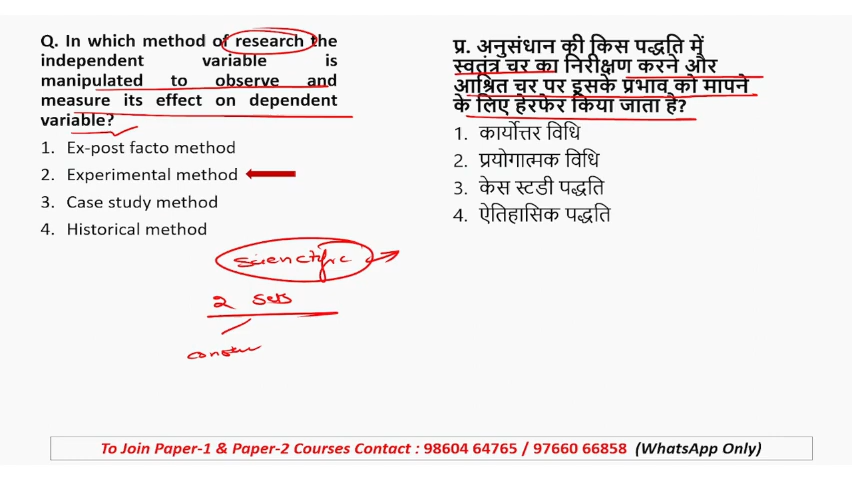 Q. In which method of research the
independent variable is
manipulated to observe and
measure its effect on dependent
variable?
1. Ex-post facto method
2. Experimental method
3. Case study method
4. Historical method
प्र. अनुसंधान की किस पद्धति में
स्वतंत्र चर का निरीक्षण करने और
आश्रित चर पर इसके प्रभाव को मापने
के लिए हेरफेर किया जाता है?
1. कार्योत्तर विधि
2. प्रयोगात्मक विधि
3. केस स्टडी पद्धति
4. ऐतिहासिक पद्धति
2 sets
To Join Paper-1 & Paper-2 Courses Contact : 98604 64765 / 97660 66858 (WhatsApp Only)